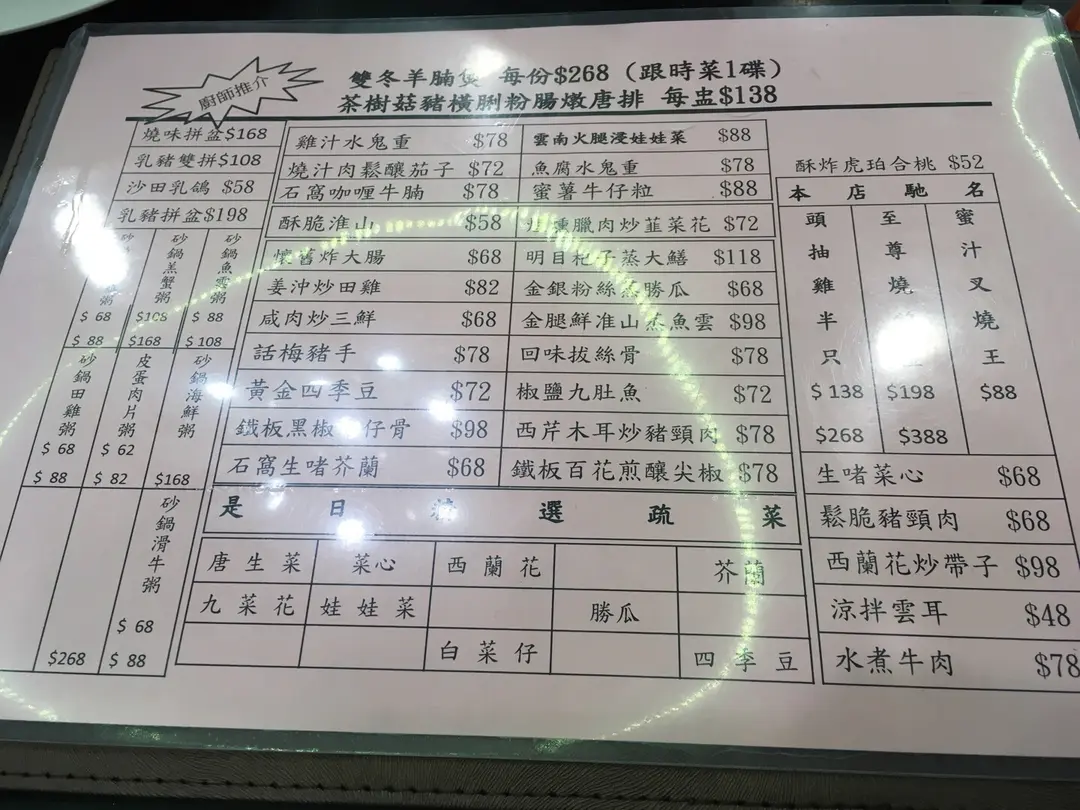 廚師推介
雙冬羊腩煲 每份$268（跟時菜1碟）
茶樹菇豬橫脷粉腸燉唐排 每盅$138
燒味拼盆$168
乳豬雙拼$108
沙田乳鴿 $58
乳豬拼盆$198
雞汁水鬼重 $78
雲南火腿浸娃娃菜 $88
燒汁肉鬆釀茄子 $72
魚腐水鬼重 $78
石窩咖喱牛腩 $78
蜜薯牛仔粒 $88
酥脆淮山 $58
燻臘肉炒韮菜花 $72
懷舊炸大腸 $68
明目杞子蒸大鱔 $118
姜沖炒田雞 $82
金銀粉絲蒸勝瓜 $68
咸肉炒三鮮 $68
金腿鮮淮山蒸魚雲 $98
話梅豬手 $78
回味拔絲骨 $78
黃金四季豆 $72
椒鹽九肚魚 $72
鐵板黑椒仔骨 $98
西芹木耳炒豬頸肉 $78
石窩生啫芥蘭 $68
鐵板百花煎釀尖椒 $78
砂粥
$ 68
$ 88
砂鍋羔蟹粥
$108
$168
砂鍋魚雲粥
$ 88
$ 108
砂鍋田雞粥
$ 68
$ 88
皮蛋肉片粥
$ 62
$ 82
砂鍋海鮮粥
$168
$268
砂鍋滑牛粥
$ 68
$ 88
是日精選疏菜
唐生菜 菜心 西蘭花 芥蘭
九菜花 娃娃菜 勝瓜
白菜仔 四季豆
酥炸虎珀合桃 $52
本店馳名
頭抽雞半只
$ 138
$268
至尊燒
$198
$388
蜜汁叉燒王
$88
生啫菜心 $68
鬆脆豬頸肉 $68
西蘭花炒帶子 $98
涼拌雲耳 $48
水煮牛肉 $78